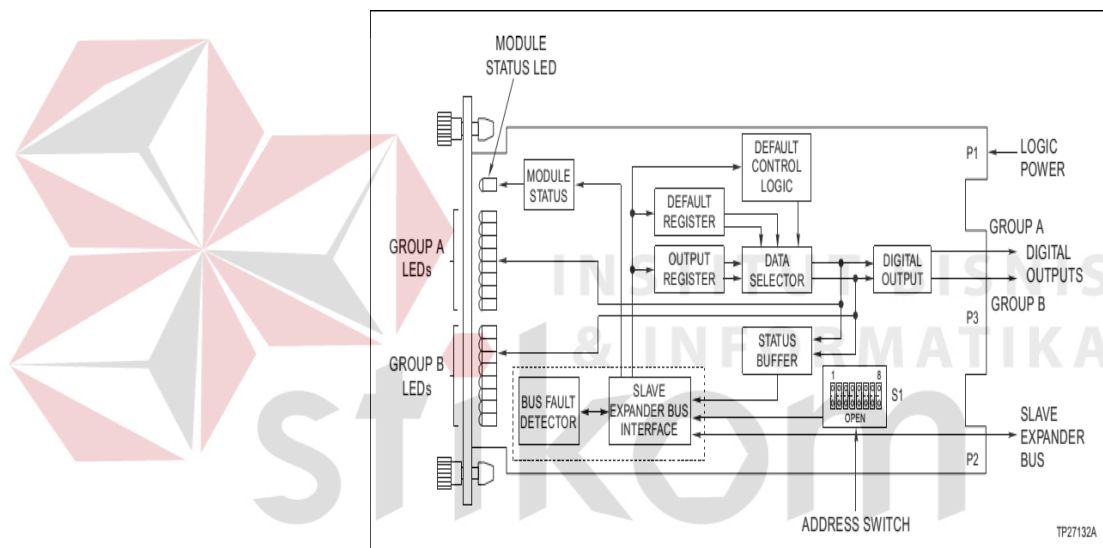 MODULE
STATUS LED
P1
LOGIC
POWER
DEFAULT
CONTROL
LOGIC
MODULE
STATUS
DEFAULT
REGISTER
GROUP A
LEDs
OUTPUT
REGISTER
DATA
SELECTOR
DIGITAL
OUTPUT
GROUP A
DIGITAL
OUTPUTS
GROUP B
P3
INSTITUT BISNIS
& INFORMATIKA
stikom
STATUS
BUFFER
GROUP B
LEDs
BUS FAULT
DETECTOR
SLAVE
EXPANDER BUS
INTERFACE
1 8
OPEN
S1
SLAVE
EXPANDER
BUS
P2
ADDRESS SWITCH
TP27132A